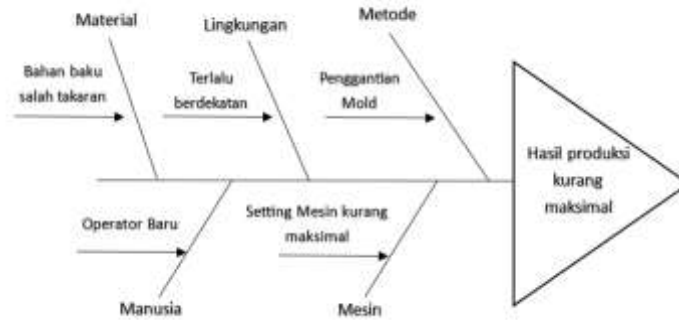 Material
Lingkungan
Metode
Bahan baku
salah takaran
Terlalu
berdekatan
Penggantian
Mold
Hasil produksi
kurang
maksimal
Operator Baru
Setting Mesin kurang
maksimal
Manusia
Mesin